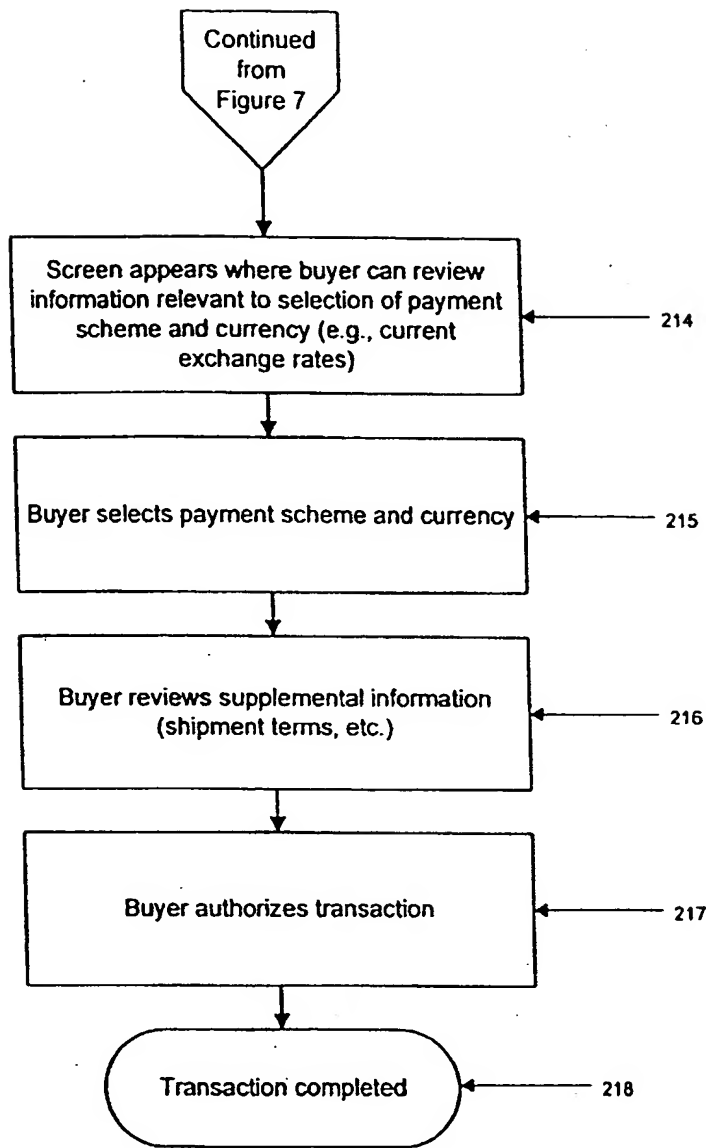 Continued
from
Figure 7
Screen appears where buyer can review
information relevant to selection of payment
scheme and currency (e.g., current
exchange rates)
214
Buyer selects payment scheme and currency
215
Buyer reviews supplemental information
(shipment terms, etc.)
216
Buyer authorizes transaction
217
Transaction completed
218